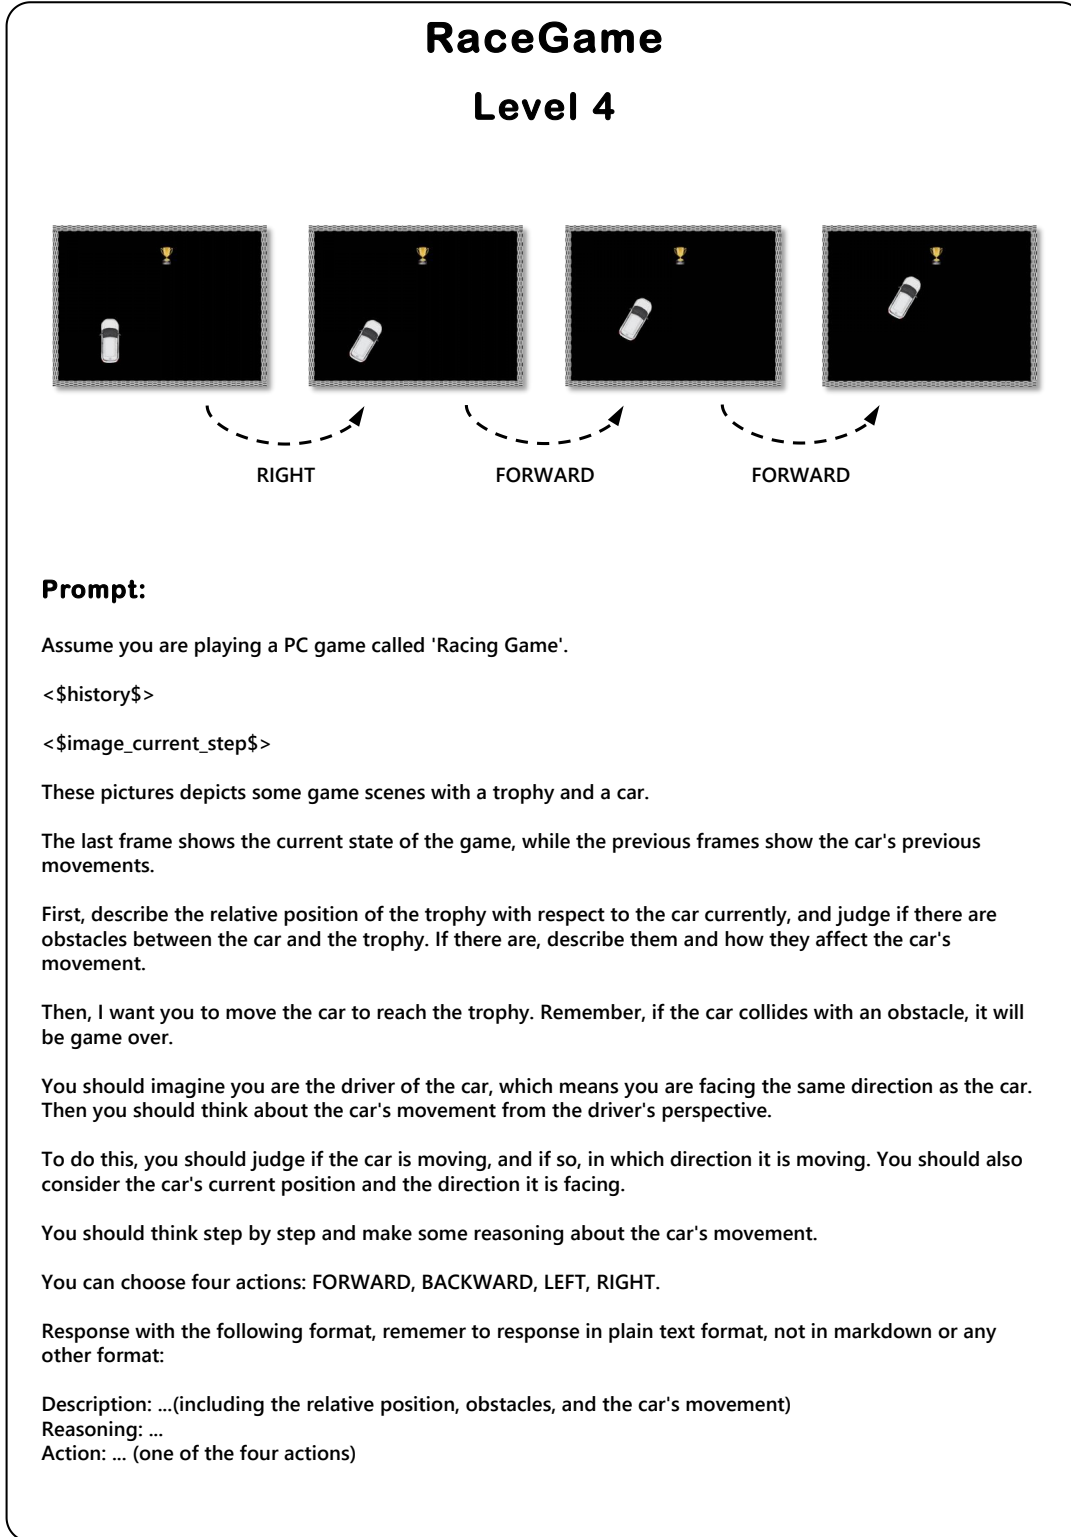 RaceGame
Level 4
RIGHT
FORWARD
FORWARD
Prompt:
Assume you are playing a PC game called 'Racing Game'.
<$history$>
<$image_current_step$>
These pictures depicts some game scenes with a trophy and a car.
The last frame shows the current state of the game, while the previous frames show the car's previous
movements.
First, describe the relative position of the trophy with respect to the car currently, and judge if there are
obstacles between the car and the trophy. If there are, describe them and how they affect the car's
movement.
Then, I want you to move the car to reach the trophy. Remember, if the car collides with an obstacle, it will
be game over.
You should imagine you are the driver of the car, which means you are facing the same direction as the car.
Then you should think about the car's movement from the driver's perspective.
To do this, you should judge if the car is moving, and if so, in which direction it is moving. You should also
consider the car's current position and the direction it is facing.
You should think step by step and make some reasoning about the car's movement.
You can choose four actions: FORWARD, BACKWARD, LEFT, RIGHT.
Response with the following format, rememer to response in plain text format, not in markdown or any
other format:
Description: ...(including the relative position, obstacles, and the car's movement)
Reasoning: ...
Action: ... (one of the four actions)